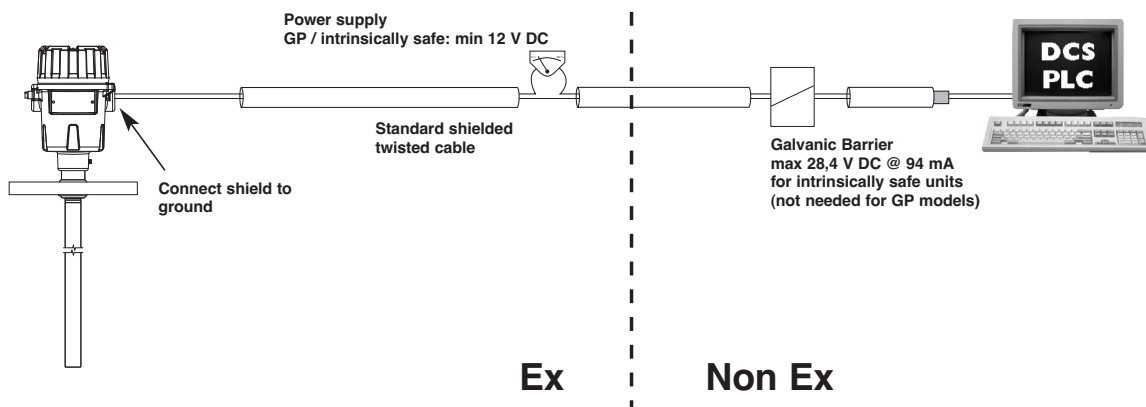 Power supply
GP / intrinsically safe: min 12 V DC
DCS
PLC
Standard shielded
twisted cable
Galvanic Barrier
max 28,4 V DC @ 94 mA
for intrinsically safe units
(not needed for GP models)
Connect shield to
ground
Ex
Non Ex